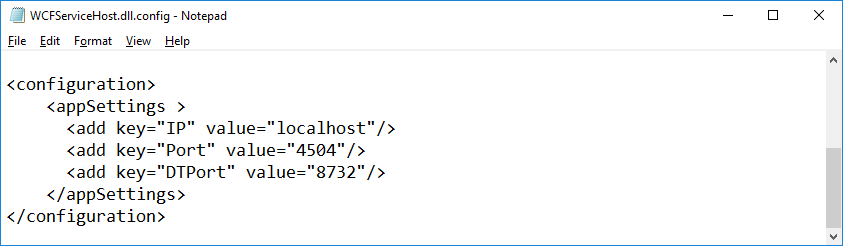 WCFServiceHost.dll.config - Notepad
File Edit Format View Help
<configuration>
    <appSettings >
      <add key="IP" value="localhost"/>
      <add key="Port" value="4504"/>
      <add key="DTPort" value="8732"/>
    </appSettings>
</configuration>